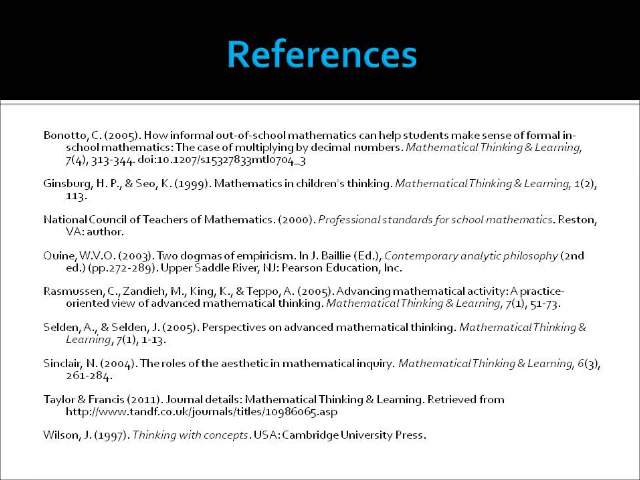 References
Bonotto, C. (2005). How informal out-of-school mathematics can help students make sense of formal in-
school mathematics: The case of multiplying by decimal numbers. Mathematical Thinking & Learning,
7(4), 313-344. doi:10.1207/s15327833mtl0704_3
Ginsburg, H. P., & Seo, K. (1999). Mathematics in children's thinking. Mathematical Thinking & Learning, 1(2),
113.
National Council of Teachers of Mathematics. (2000). Professional standards for school mathematics. Reston,
VA: author.
Quine, W.V.O. (2003). Two dogmas of empiricism. In J. Baillie (Ed.), Contemporary analytic philosophy (2nd
ed.) (pp.272-289). Upper Saddle River, NJ: Pearson Education, Inc.
Rasmussen, C., Zandieh, M., King, K., & Teppo, A. (2005). Advancing mathematical activity: A practice-
oriented view of advanced mathematical thinking. Mathematical Thinking & Learning, 7(1), 51-73.
Selden, A., & Selden, J. (2005). Perspectives on advanced mathematical thinking. Mathematical Thinking &
Learning, 7(1), 1-13.
Sinclair, N. (2004). The roles of the aesthetic in mathematical inquiry. Mathematical Thinking & Learning, 6(3),
261-284.
Taylor & Francis (2011). Journal details: Mathematical Thinking & Learning. Retrieved from
http://www.tandf.co.uk/journals/titles/10986065.asp
Wilson, J. (1997). Thinking with concepts. USA: Cambridge University Press.